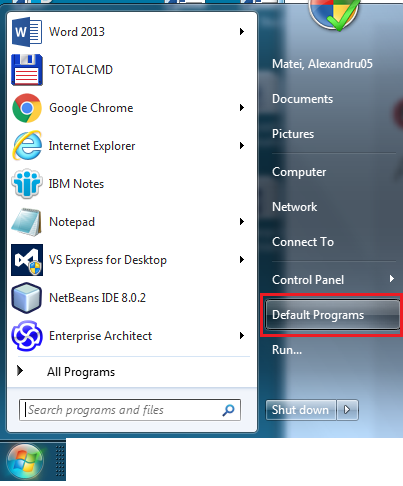 Word 2013
TOTALCMD
Google Chrome
Internet Explorer
IBM Notes
Notepad
VS Express for Desktop
NetBeans IDE 8.0.2
Enterprise Architect
All Programs
Search programs and files
Matei, Alexandru05
Documents
Pictures
Computer
Network
Connect To
Control Panel
Default Programs
Run...
Shut down